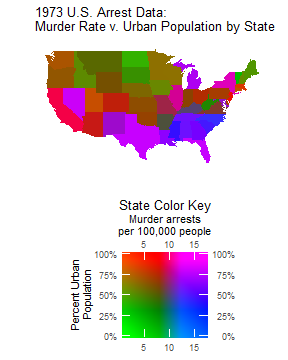 1973 U.S. Arrest Data:
Murder Rate v. Urban Population by State
State Color Key
Murder arrests
per 100,000 people
5 10 15
Percent Urban
Population
100% 100%
75% 75%
50% 50%
25% 25%
0% 0%
5 10 15